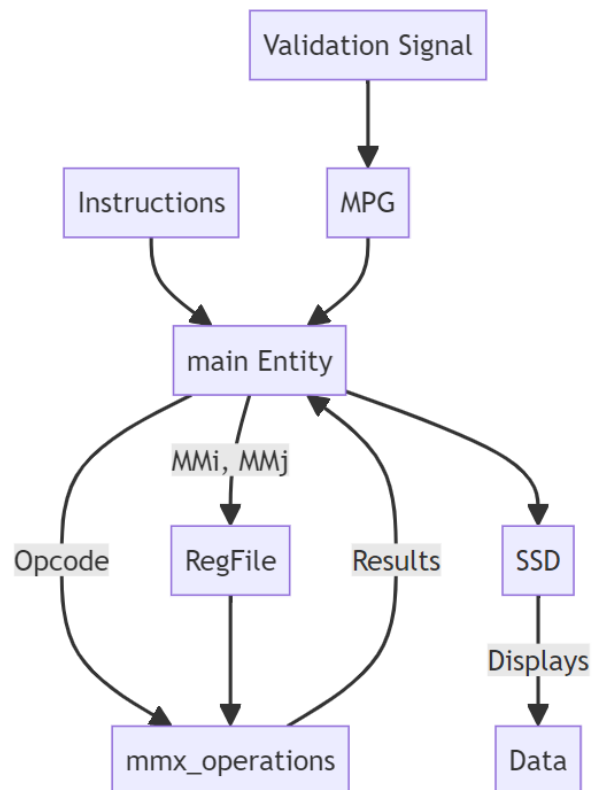 Validation Signal
Instructions
MPG
main Entity
MMi, MMj
Opcode
RegFile
Results
SSD
Displays
mmx_operations
Data